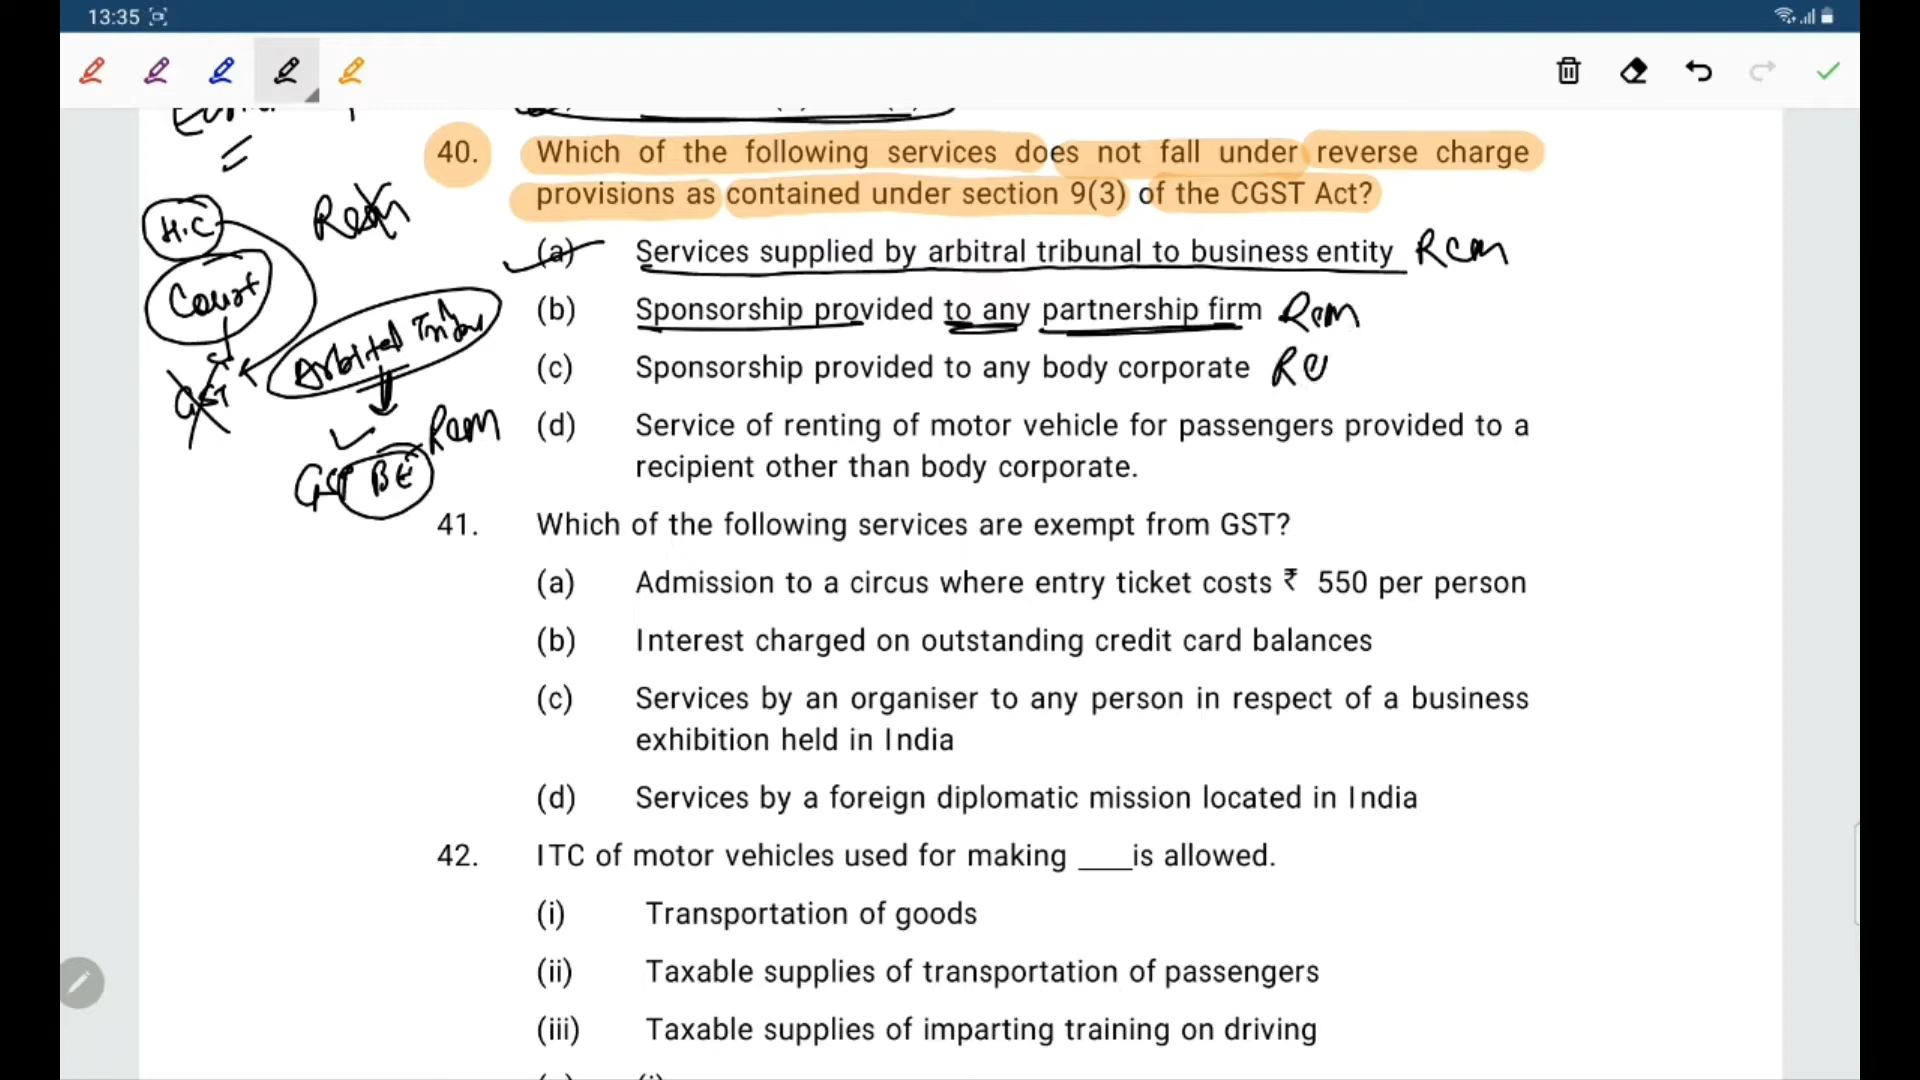 13:35
40. Which of the following services does not fall under reverse charge
provisions as contained under section 9(3) of the CGST Act?
H.C
Rcm
(a) Services supplied by arbitral tribunal to business entity Rcm
Court
(b) Sponsorship provided to any partnership firm Rcm
Arbitral
(c) Sponsorship provided to any body corporate RC
GST
(d) Service of renting of motor vehicle for passengers provided to a
Rcm
recipient other than body corporate.
GST BE
41. Which of the following services are exempt from GST?
(a) Admission to a circus where entry ticket costs ₹ 550 per person
(b) Interest charged on outstanding credit card balances
(c) Services by an organiser to any person in respect of a business
exhibition held in India
(d) Services by a foreign diplomatic mission located in India
42. ITC of motor vehicles used for making ___is allowed.
(i) Transportation of goods
(ii) Taxable supplies of transportation of passengers
(iii) Taxable supplies of imparting training on driving